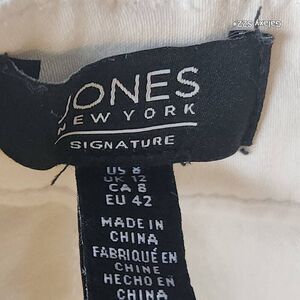 JONES
NEW YORK
SIGNATURE
US 8
UK 12
CA 8
EU 42
MADE IN
CHINA
FABRIQUÉ EN
CHINE
HECHO EN
CHINA